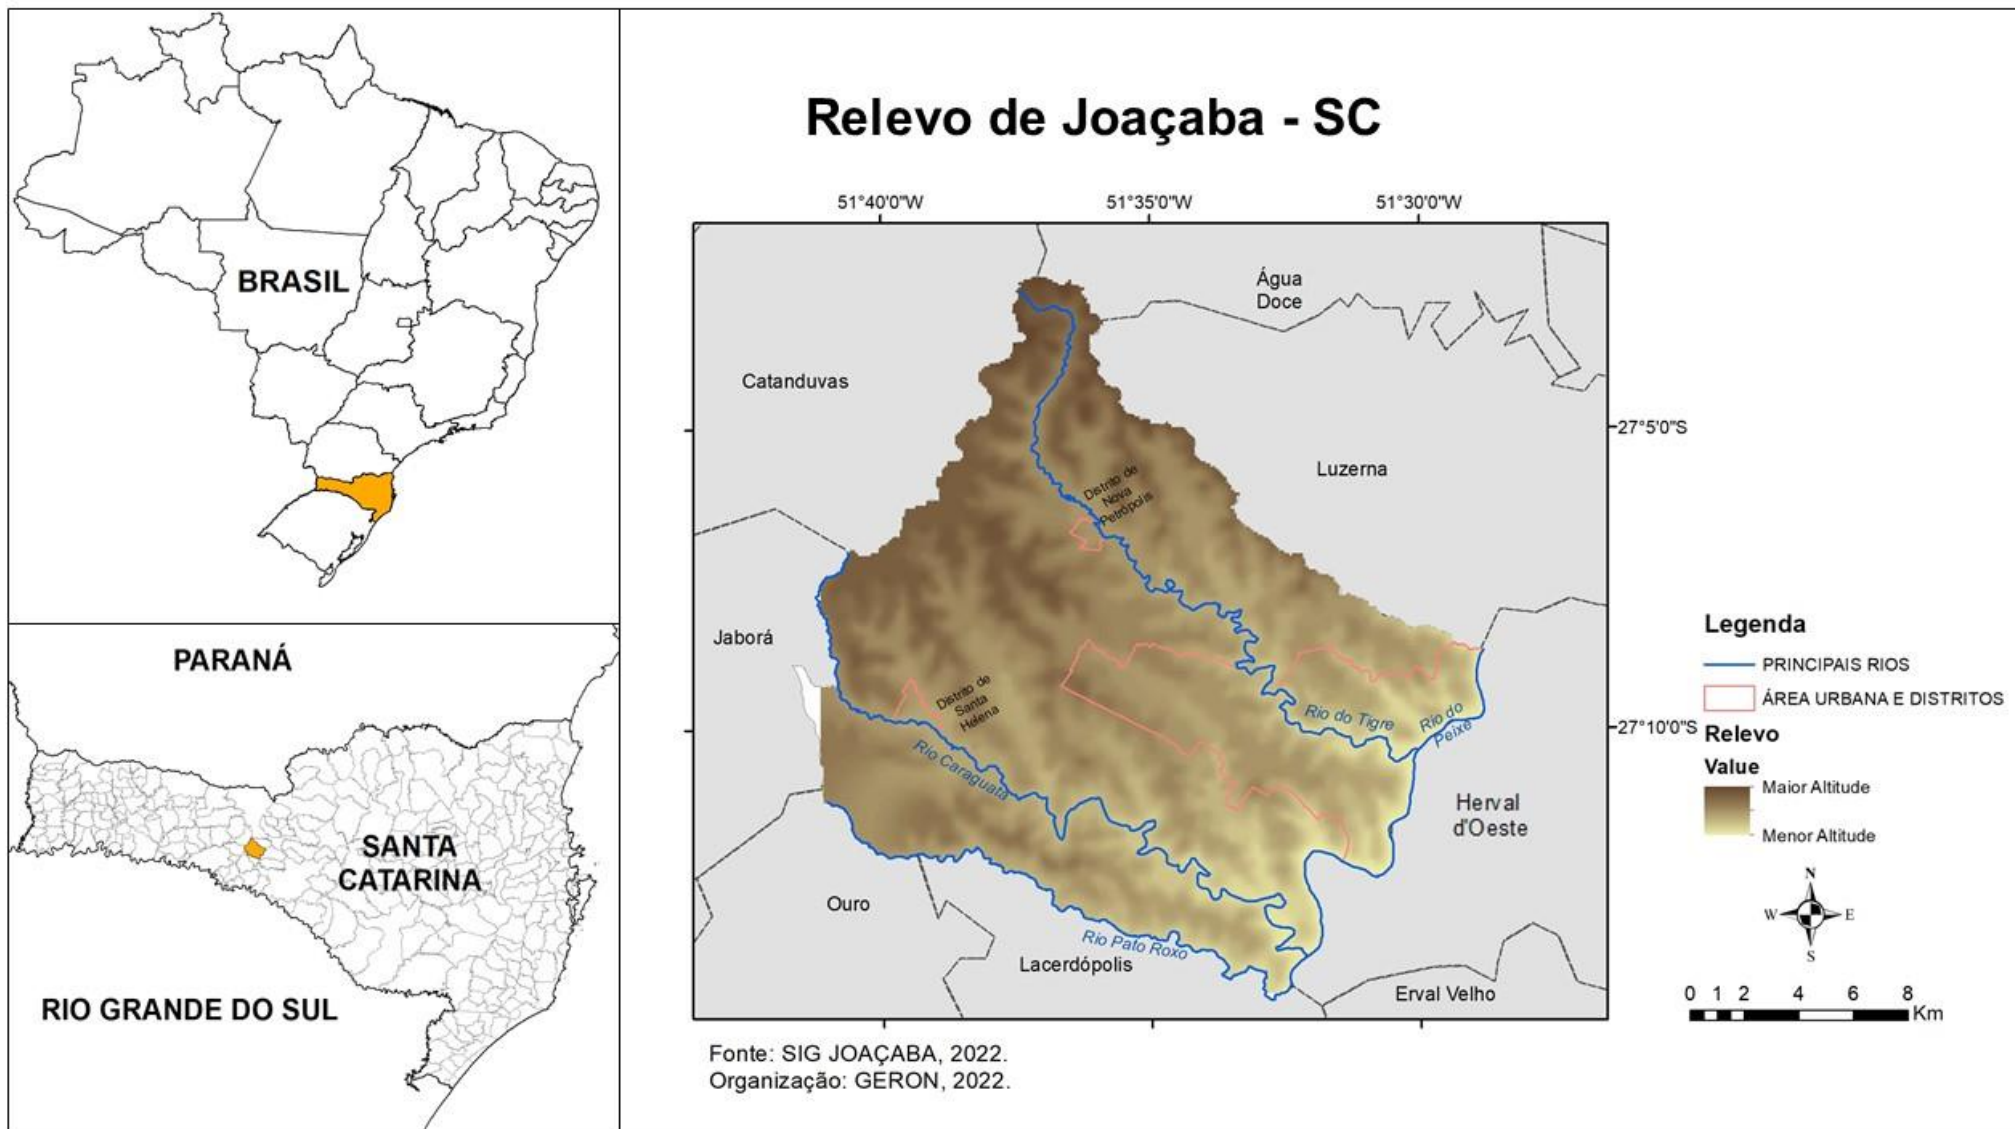 BRASIL
PARANÁ
SANTA
CATARINA
RIO GRANDE DO SUL
Relevo de Joaçaba - SC
51°40'0"W
51°35'0"W
51°30'0"W
Água
Doce
Catanduvas
27°5'0"S
Luzerna
Distrito de
Nova
Petrópolis
Jaborá
Distrito de
Santa
Helena
Rio do Tigre
Rio do
Peixe
27°10'0"S
Rio Caraguatá
Herval
d'Oeste
Ouro
Rio Pato Roxo
Lacerdópolis
Erval Velho
Legenda
PRINCIPAIS RIOS
ÁREA URBANA E DISTRITOS
Relevo
Value
Maior Altitude
Menor Altitude
N
W E
S
0 1 2 4 6 8
Km
Fonte: SIG JOAÇABA, 2022.
Organização: GERON, 2022.